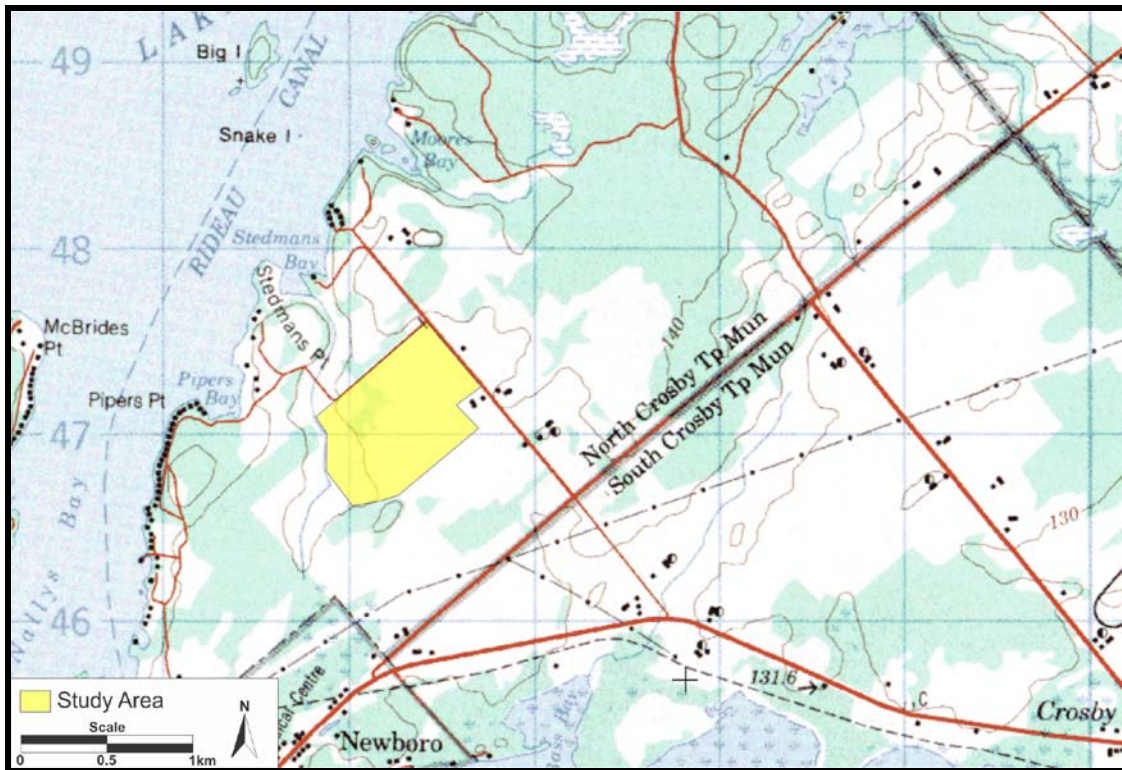 LAK
Big I
49
CANAL
RIDEAU
Snake I
Moores
Bay
48
Stedmans
Bay
Stedmans Pt
McBrides
Pt
Pipers
Bay
Pipers Pt
140
North Crosby Tp Mun
South Crosby Tp Mun
47
130
Nallys Bay
46
131.6
C
Crosby
Centre
Newboro
Bay
Study Area
Scale
0 0.5 1km
N